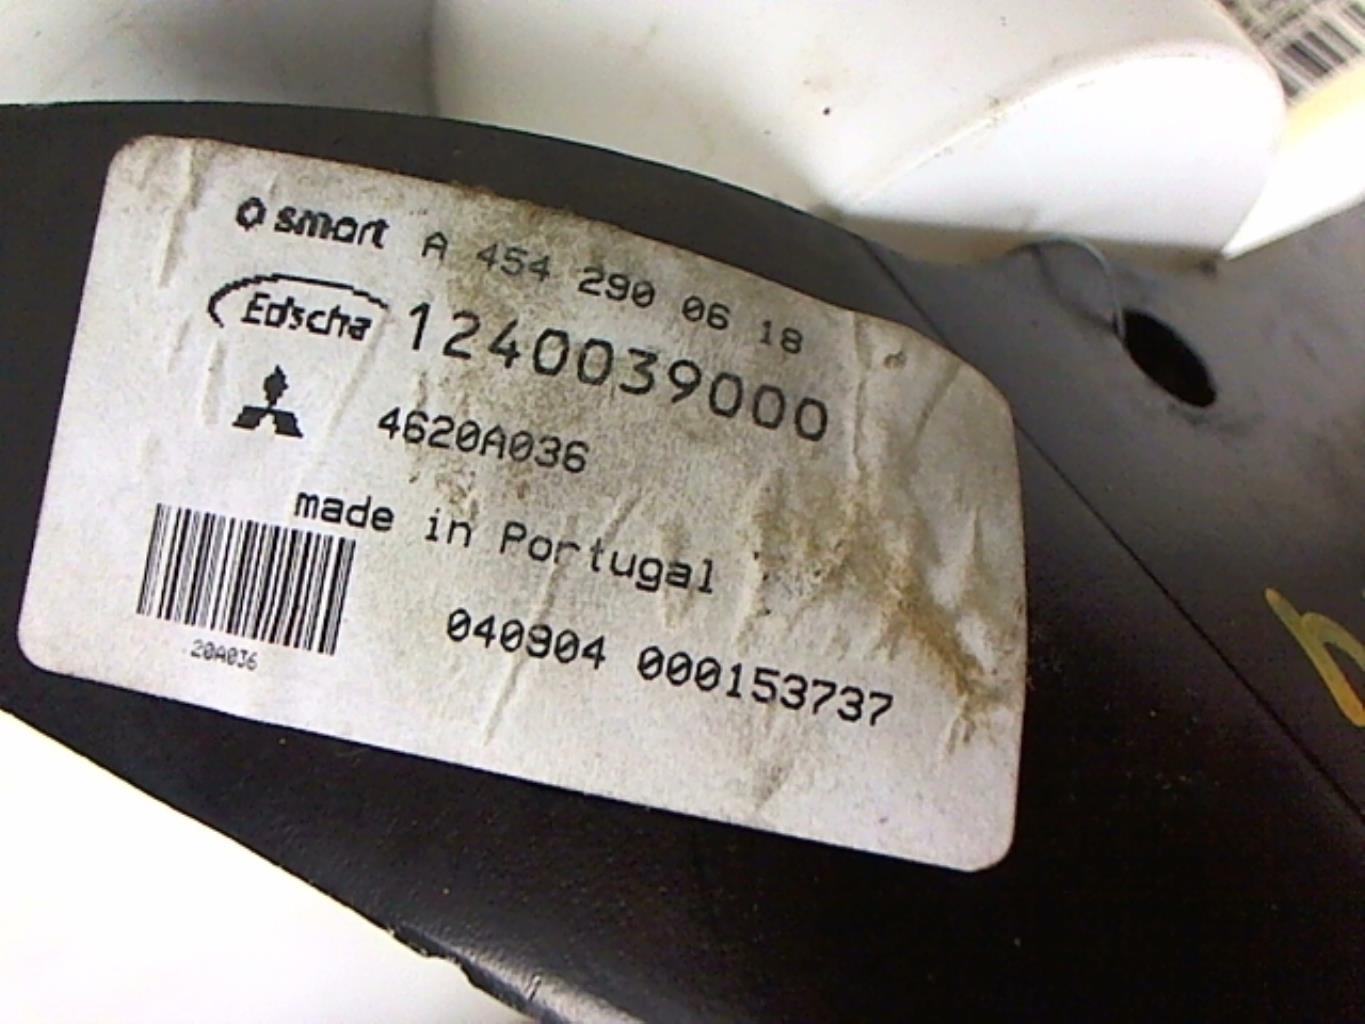 smart A 454 290 06 18
Edscha 1240039000
4620A036
made in Portugal
20A036
040904 000153737